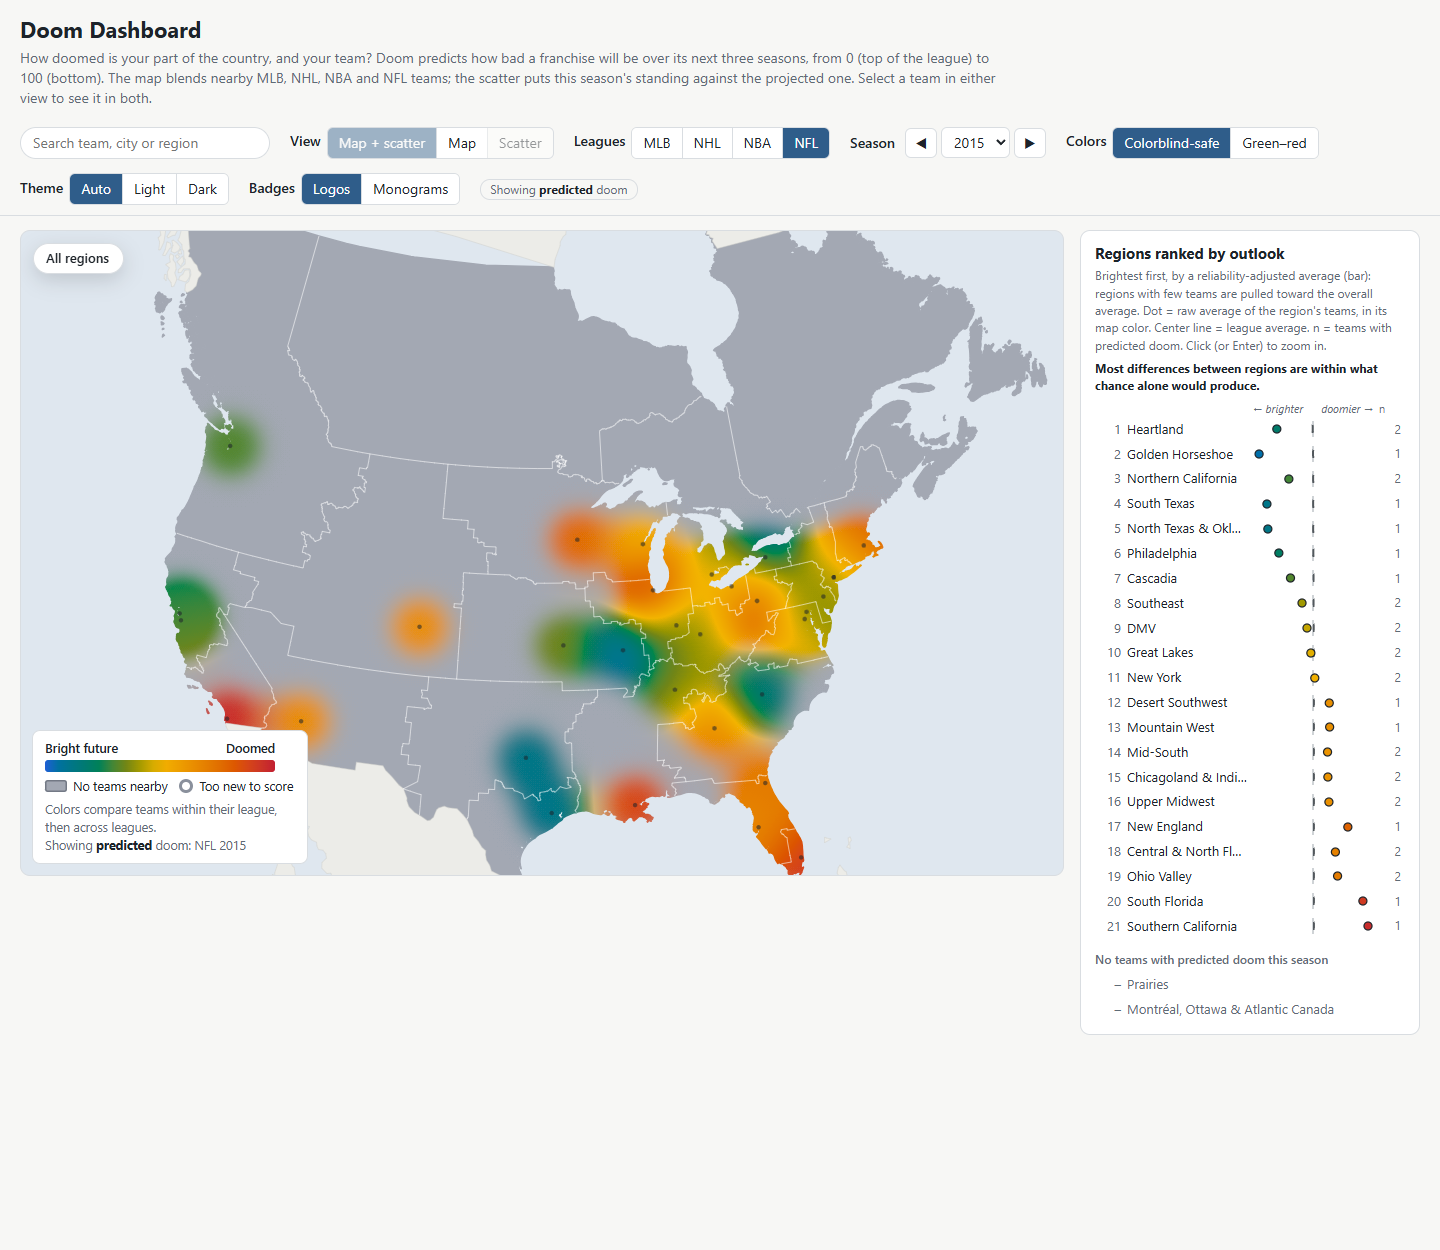 Doom Dashboard
How doomed is your part of the country, and your team? Doom predicts how bad a franchise will be over its next three seasons, from 0 (top of the league) to
100 (bottom). The map blends nearby MLB, NHL, NBA and NFL teams; the scatter puts this season's standing against the projected one. Select a team in either
view to see it in both.
Search team, city or region
View Map + scatter Map Scatter
Leagues MLB NHL NBA NFL
Season ◀ 2015 ▶
Colors Colorblind-safe Green–red
Theme Auto Light Dark
Badges Logos Monograms
Showing predicted doom
All regions
Bright future Doomed
No teams nearby Too new to score
Colors compare teams within their league,
then across leagues.
Showing predicted doom: NFL 2015
Regions ranked by outlook
Brightest first, by a reliability-adjusted average (bar):
regions with few teams are pulled toward the overall
average. Dot = raw average of the region's teams, in its
map color. Center line = league average. n = teams with
predicted doom. Click (or Enter) to zoom in.
Most differences between regions are within what
chance alone would produce.
← brighter doomier → n
1 Heartland 2
2 Golden Horseshoe 1
3 Northern California 2
4 South Texas 1
5 North Texas & Okl... 1
6 Philadelphia 1
7 Cascadia 1
8 Southeast 2
9 DMV 2
10 Great Lakes 2
11 New York 2
12 Desert Southwest 1
13 Mountain West 1
14 Mid-South 2
15 Chicagoland & Indi... 2
16 Upper Midwest 2
17 New England 1
18 Central & North Fl... 2
19 Ohio Valley 2
20 South Florida 1
21 Southern California 1
No teams with predicted doom this season
– Prairies
– Montréal, Ottawa & Atlantic Canada